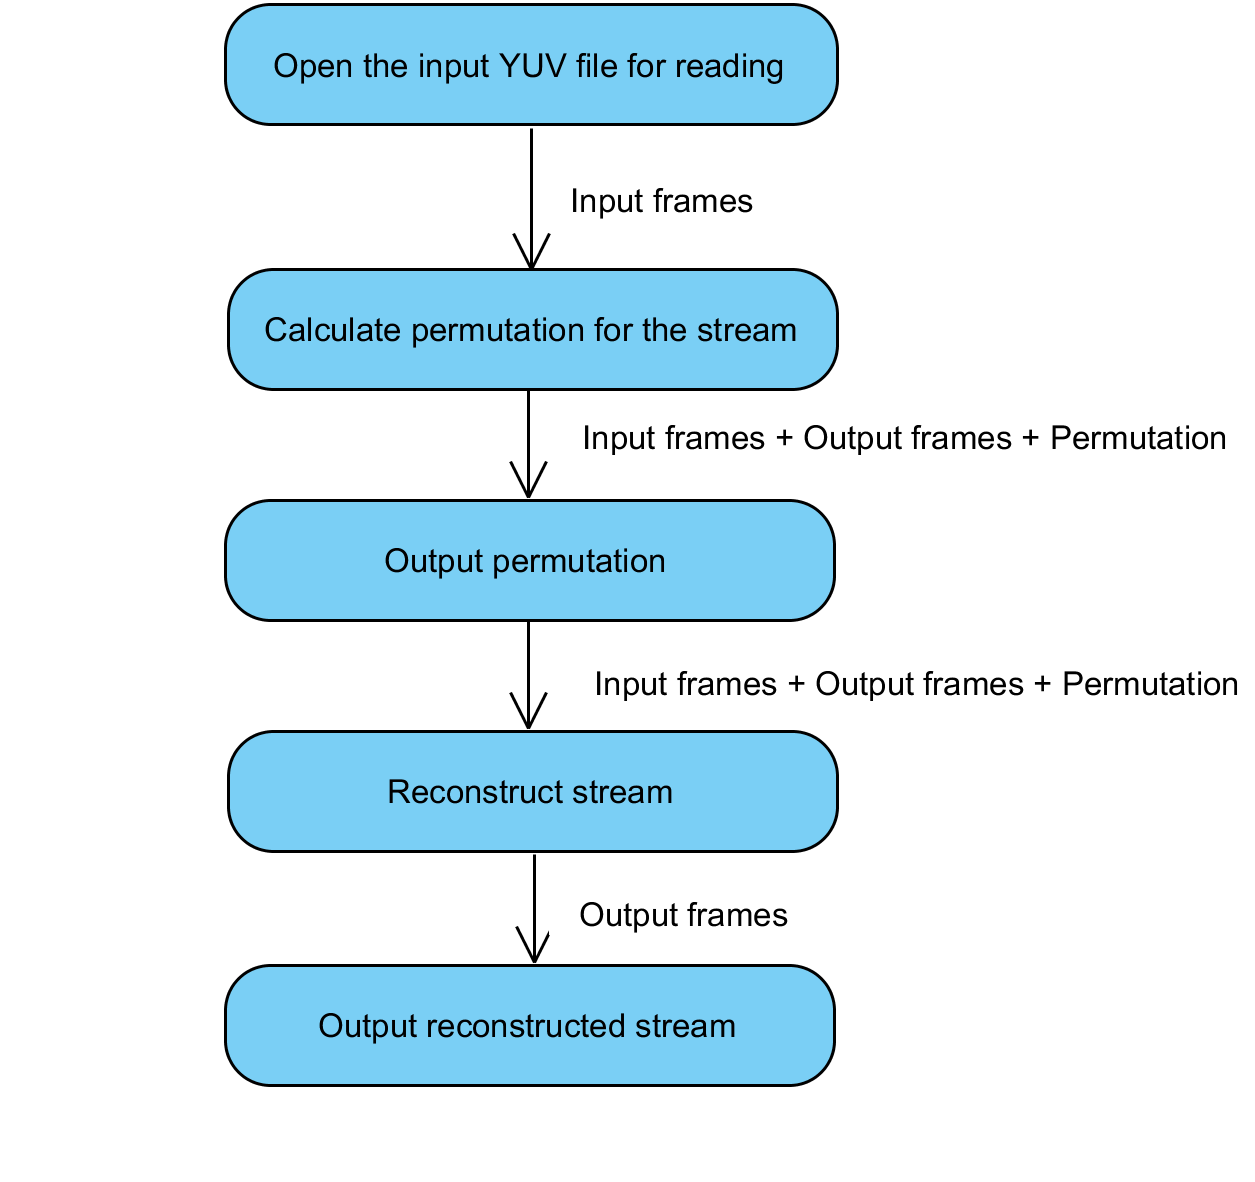 Open the input YUV file for reading
Input frames
Calculate permutation for the stream
Input frames + Output frames + Permutation
Output permutation
Input frames + Output frames + Permutation
Reconstruct stream
Output frames
Output reconstructed stream